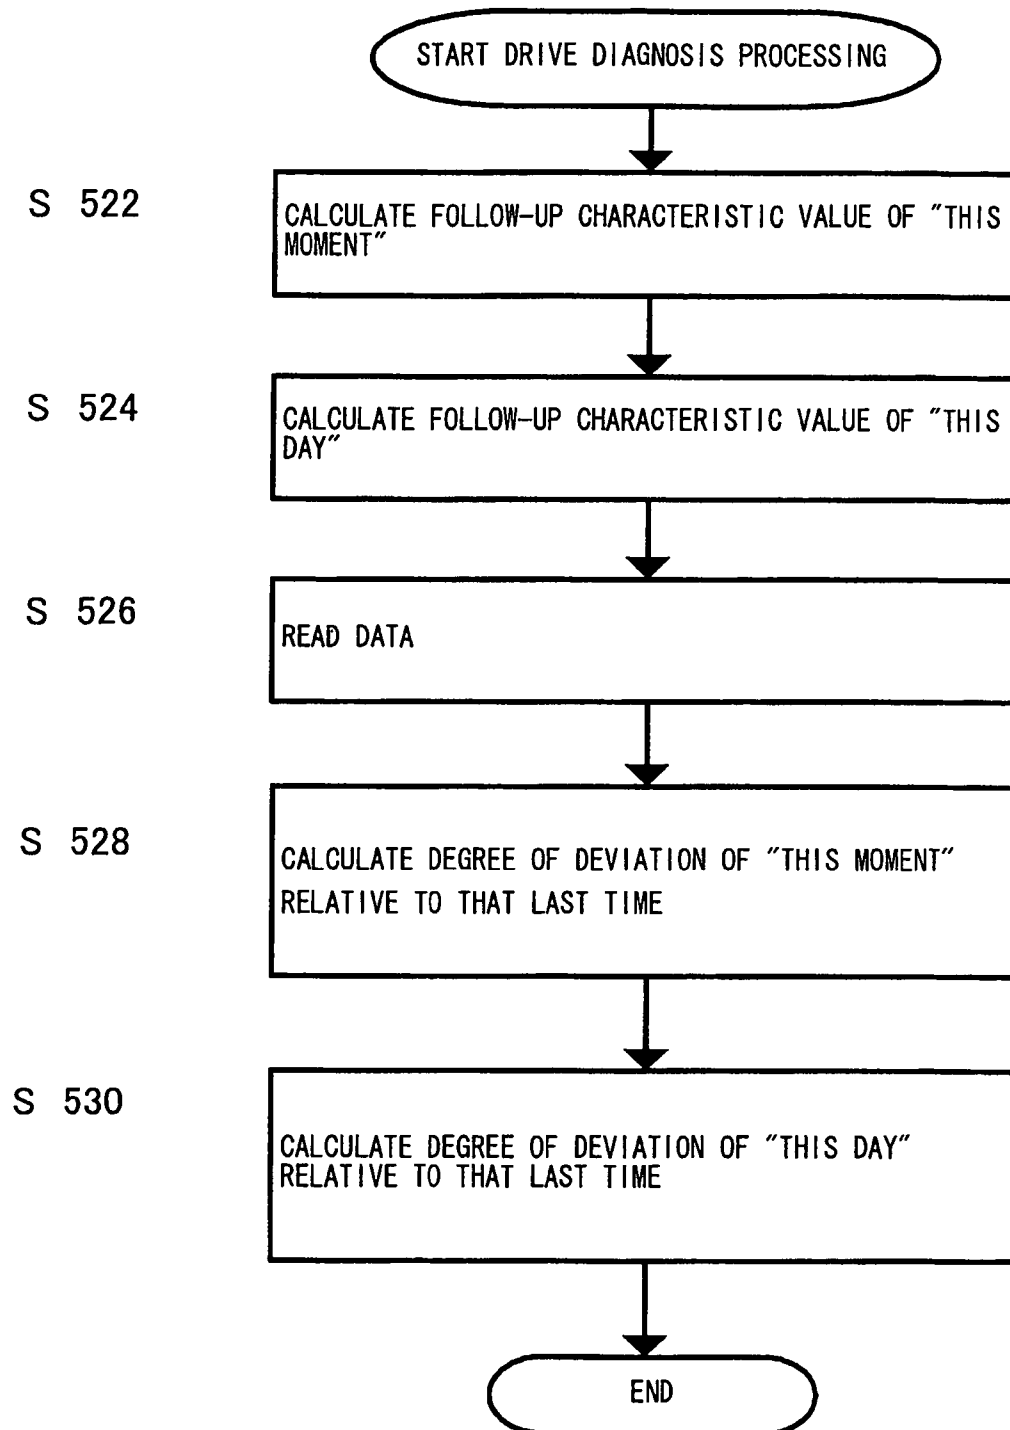 START DRIVE DIAGNOSIS PROCESSING
S 522
CALCULATE FOLLOW-UP CHARACTERISTIC VALUE OF "THIS
MOMENT"
S 524
CALCULATE FOLLOW-UP CHARACTERISTIC VALUE OF "THIS
DAY"
S 526
READ DATA
S 528
CALCULATE DEGREE OF DEVIATION OF "THIS MOMENT"
RELATIVE TO THAT LAST TIME
S 530
CALCULATE DEGREE OF DEVIATION OF "THIS DAY"
RELATIVE TO THAT LAST TIME
END